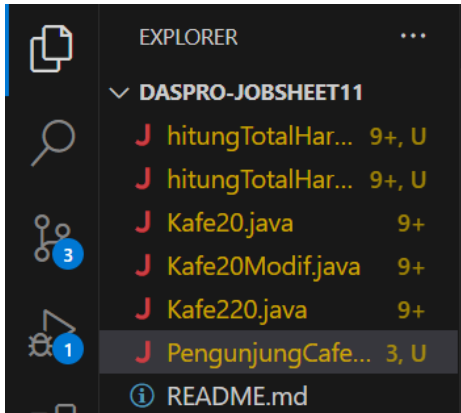 EXPLORER ...
DASPRO-JOBSHEET11
J hitungTotalHar... 9+, U
J hitungTotalHar... 9+, U
J Kafe20.java 9+
J Kafe20Modif.java 9+
J Kafe220.java 9+
J PengunjungCafe... 3, U
README.md
3
1